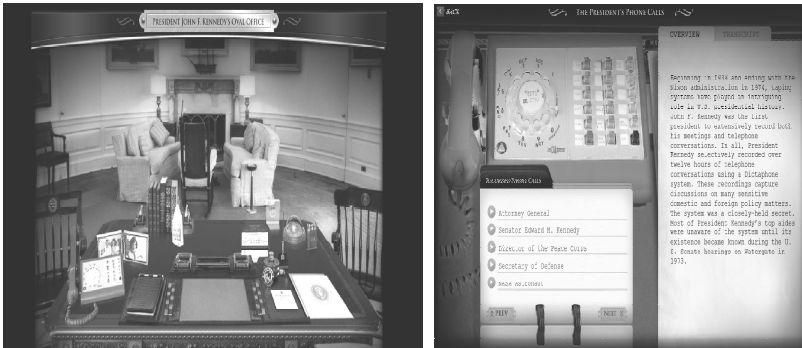 PRESIDENT JOHN F. KENNEDY'S OVAL OFFICE
THE PRESIDENT'S PHONE CALLS
OVERVIEW
TRANSCRIPT
Beginning in and ending with the
Nixon administration in 1974, taping
systems have played an intriguing
role in U.S. presidential history.
John F. Kennedy was the first
president to extensively record both
his meetings and telephone
conversations. In all, President
Kennedy selectively recorded over
twelve hours of telephone
conversations using a Dictaphone
system. These recordings capture
discussions on many sensitive
domestic and foreign policy matters.
The system was a closely-held secret.
Most of President Kennedy's top aides
were unaware of the system until its
existence became known during the U.
S. Senate hearings on Watergate in
1973.
PHONE CALLS
Attorney General
Senator Edward M. Kennedy
Director of the Peace Corps
Secretary of Defense
PREV
NEXT